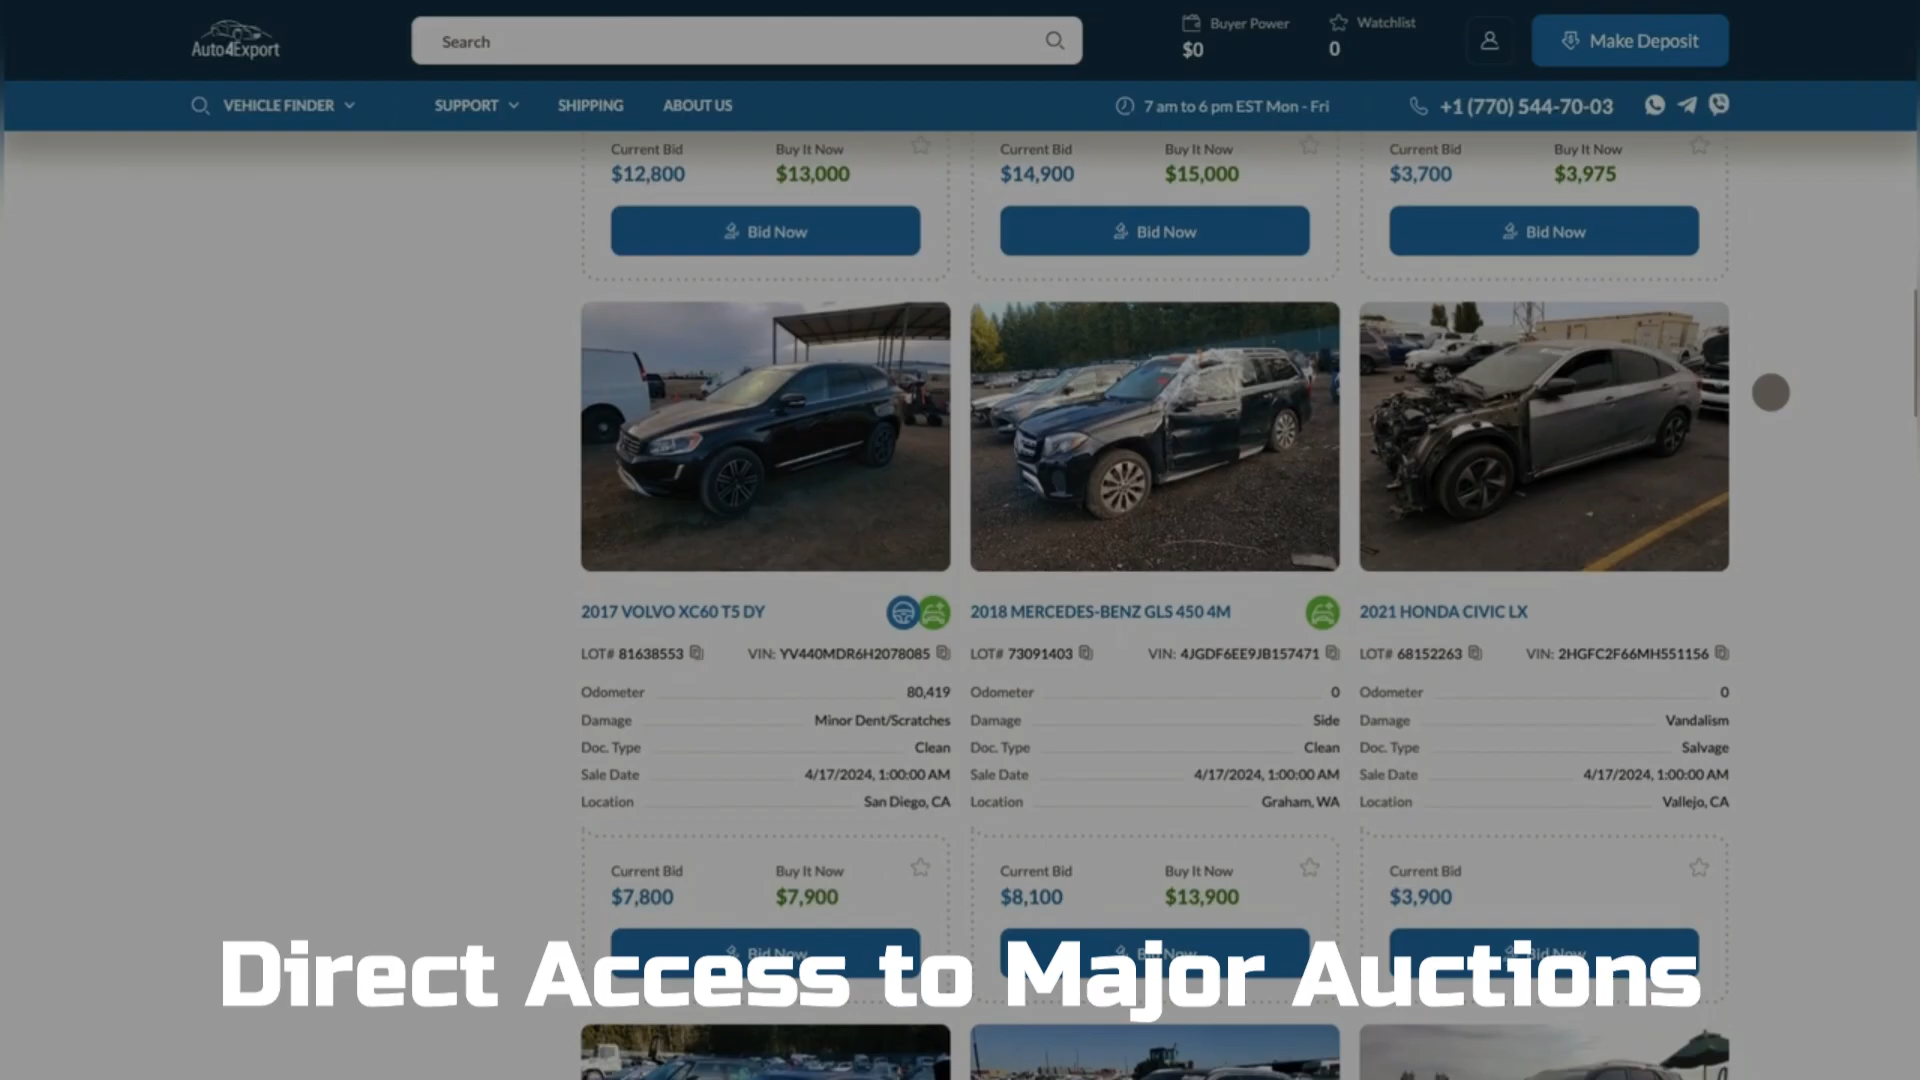 Auto4Export
Search
Buyer Power
$0
Watchlist
0
Make Deposit
VEHICLE FINDER
SUPPORT
SHIPPING
ABOUT US
7 am to 6 pm EST Mon - Fri
+1 (770) 544-70-03
Current Bid
Buy It Now
$12,800
$13,000
Bid Now
Current Bid
Buy It Now
$14,900
$15,000
Bid Now
Current Bid
Buy It Now
$3,700
$3,975
Bid Now
2017 VOLVO XC60 T5 DY
LOT# 81638553
VIN: YV440MDR6H2078085
Odometer 80,419
Damage Minor Dent/Scratches
Doc. Type Clean
Sale Date 4/17/2024, 1:00:00 AM
Location San Diego, CA
Current Bid
Buy It Now
$7,800
$7,900
Bid Now
2018 MERCEDES-BENZ GLS 450 4M
LOT# 73091403
VIN: 4JGDF6EE9JB157471
Odometer 0
Damage Side
Doc. Type Clean
Sale Date 4/17/2024, 1:00:00 AM
Location Graham, WA
Current Bid
Buy It Now
$8,100
$13,900
Bid Now
2021 HONDA CIVIC LX
LOT# 68152263
VIN: 2HGFC2F66MH551156
Odometer 0
Damage Vandalism
Doc. Type Salvage
Sale Date 4/17/2024, 1:00:00 AM
Location Vallejo, CA
Current Bid
$3,900
Bid Now
Direct Access to Major Auctions